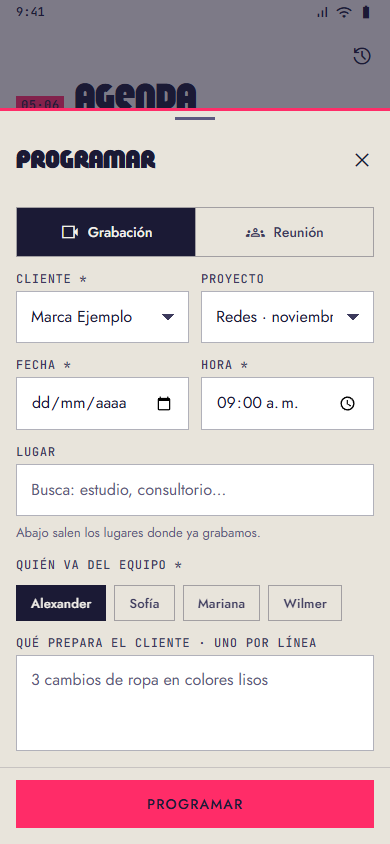 9:41
05·06 AGENDA
PROGRAMAR
Grabación Reunión
CLIENTE * PROYECTO
Marca Ejemplo Redes · noviembr
FECHA * HORA *
dd/mm/aaaa 09:00 a. m.
LUGAR
Busca: estudio, consultorio...
Abajo salen los lugares donde ya grabamos.
QUIÉN VA DEL EQUIPO *
Alexander Sofía Mariana Wilmer
QUÉ PREPARA EL CLIENTE · UNO POR LÍNEA
3 cambios de ropa en colores lisos
PROGRAMAR